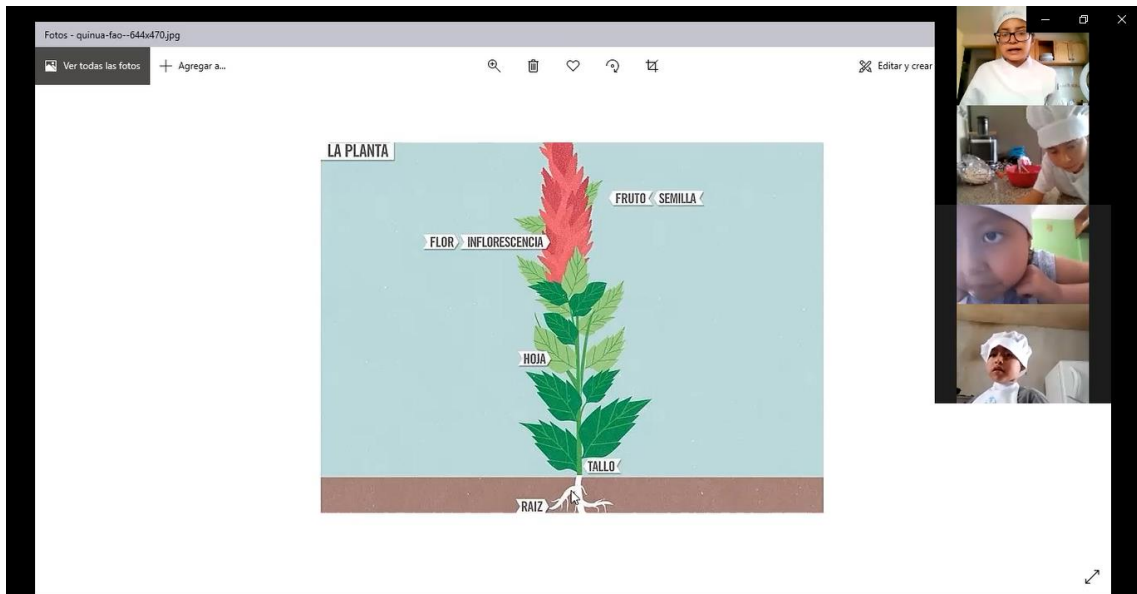 Fotos - quinua-fao--644x470.jpg
Ver todas las fotos
Agregar a...
Editar y crear
LA PLANTA
FRUTO SEMILLA
FLOR INFLORESCENCIA
HOJA
TALLO
RAIZ